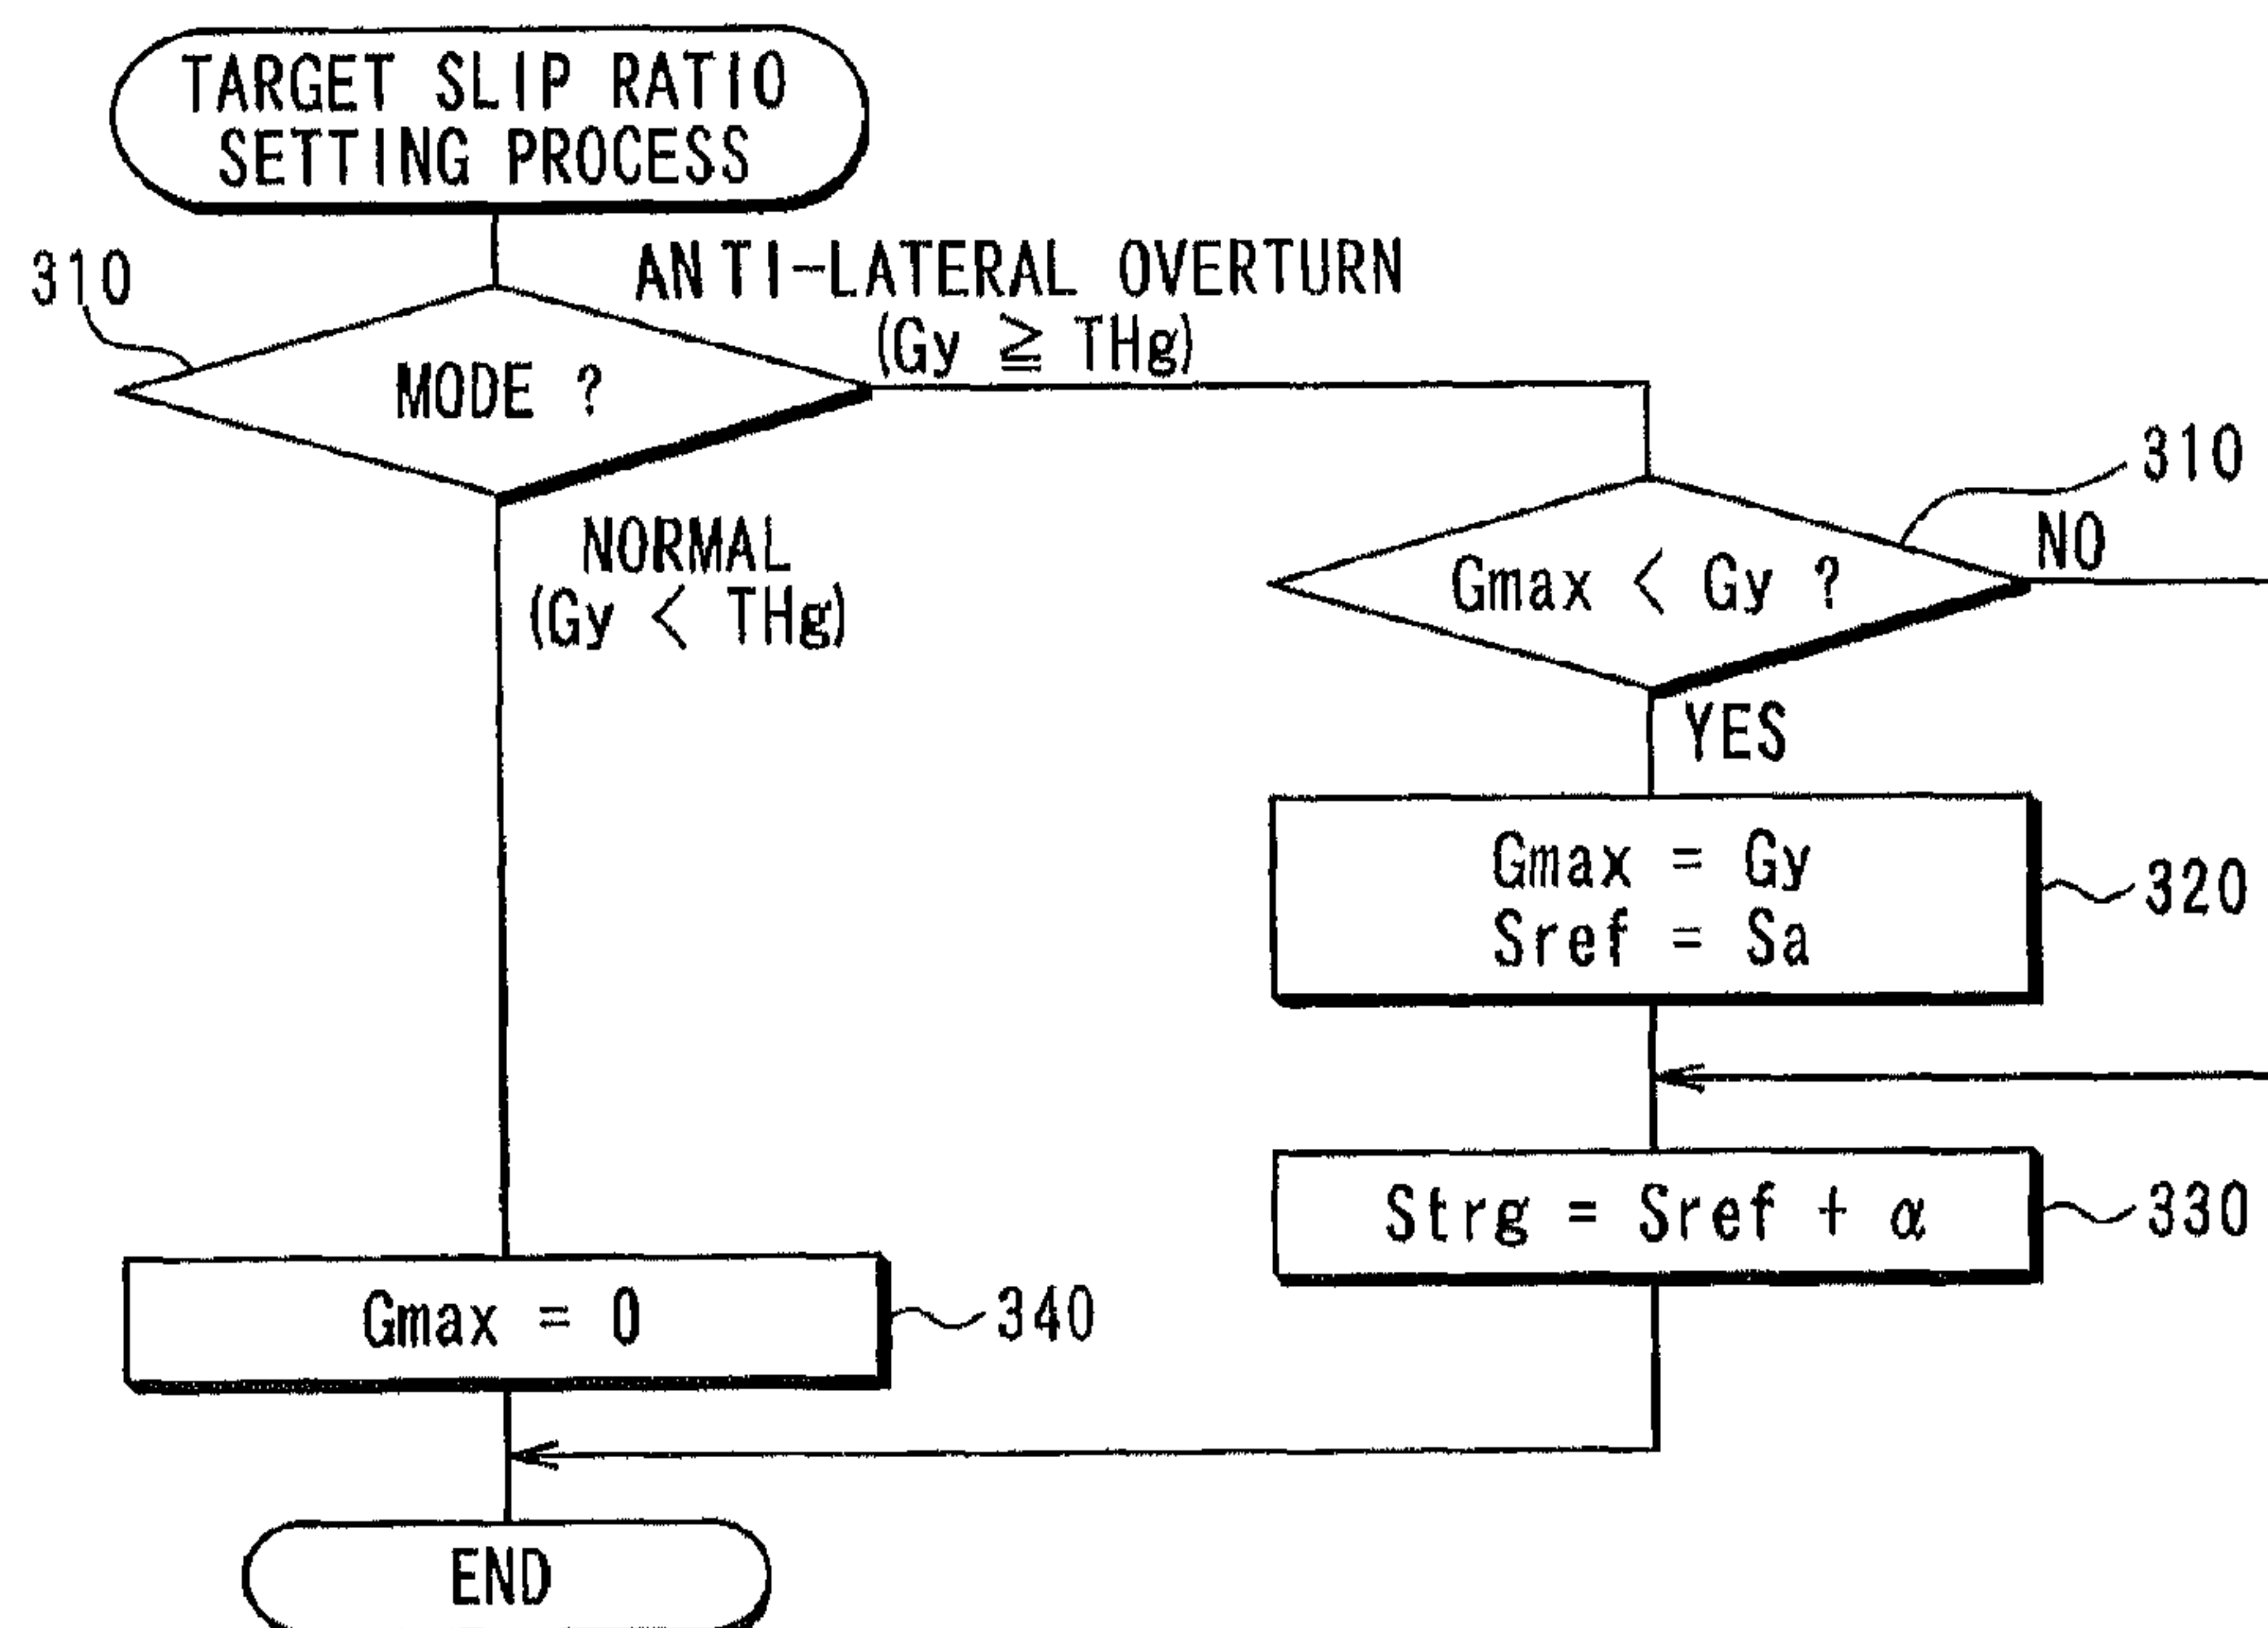 TARGET SLIP RATIO
SETTING PROCESS
310
ANTI-LATERAL OVERTURN
(Gy ≧ THg)
MODE ?
NORMAL
(Gy < THg)
310
NO
Gmax < Gy ?
YES
Gmax = Gy
Sref = Sa
320
Strg = Sref + α
330
Gmax = 0
340
END